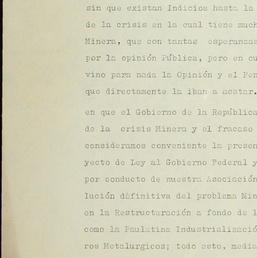 sin que existan Indicios hasta la
de la crisis en la cual tiene much
Minera, que con tantas esperanzas
por la opinión Pública, pero en cu
vino para nada la Opinión y el Pen
que directamente la iban a acatar.
en que el Gobierno de la República
de la crisis Minera y el fracaso
consideramos conveniente la presen
yecto de Ley al Gobierno Federal y
por conducto de nuestra Asociación
lución dáfinitiva del problema Min
en la Restructuración a fondo de l
como la Paulatina Industrializació
ros Metalurgicos; todo esto, media